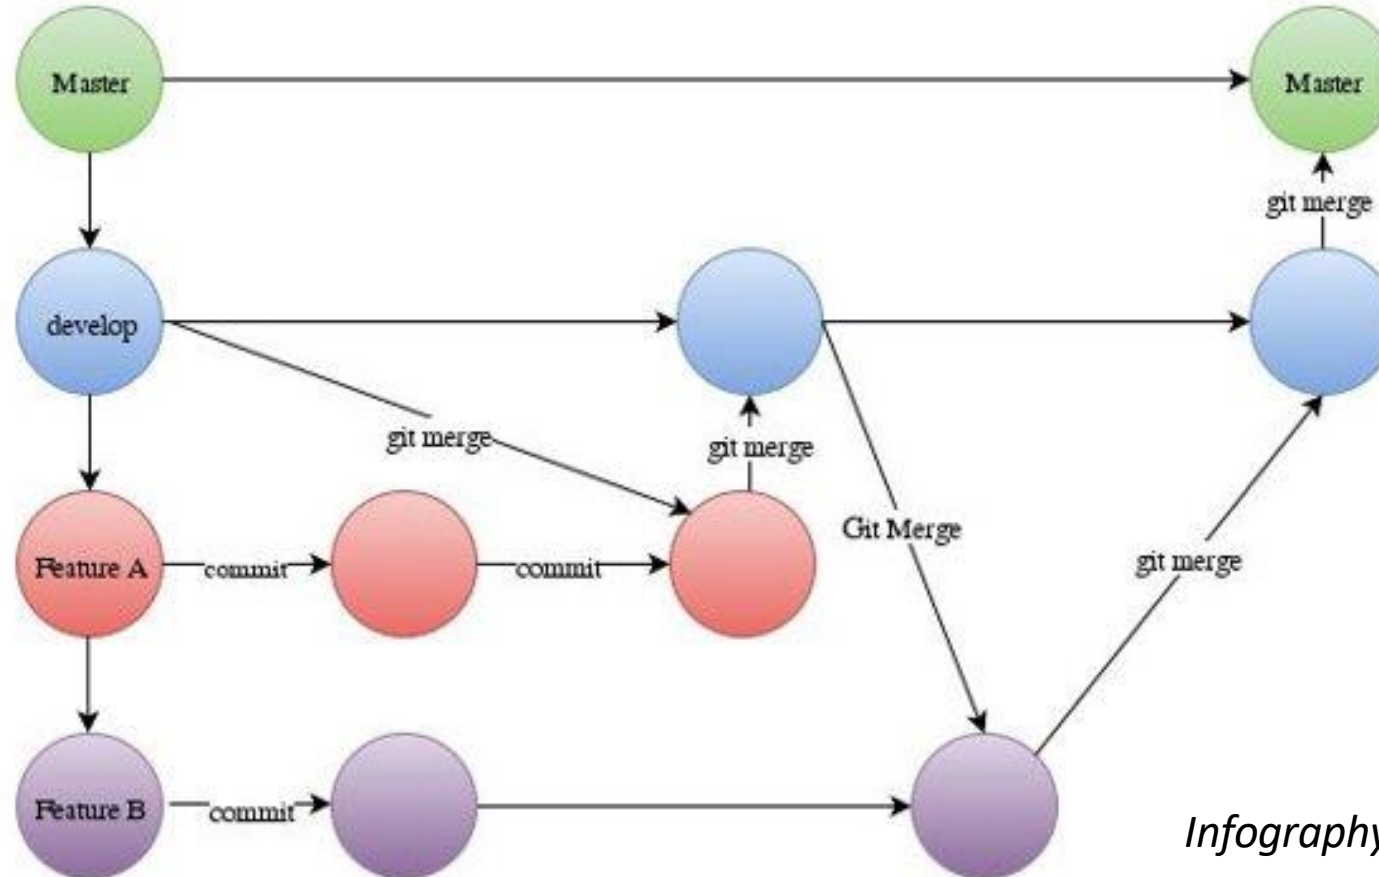 Master
Master
git merge
develop
git merge
git merge
Git Merge
git merge
Feature A
commit
commit
Feature B
commit
Infography